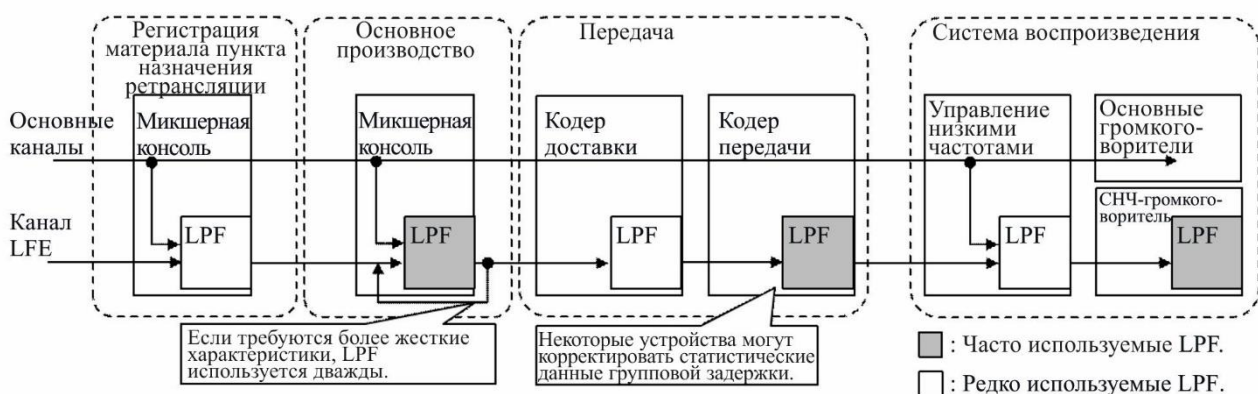 Регистрация
материала пункта
назначения
ретрансляции
Основное
производство
Передача
Система воспроизведения
Основные
каналы
Микшерная
консоль
Микшерная
консоль
Кодер
доставки
Кодер
передачи
Управление
низкими
частотами
Основные
громкого-
ворители
Канал
LFE
LPF
LPF
LPF
LPF
LPF
СНЧ-громкого-
воритель
LPF
Если требуются более жесткие
характеристики, LPF
используется дважды.
Некоторые устройства могут
корректировать статистические
данные групповой задержки.
: Часто используемые LPF.
: Редко используемые LPF.